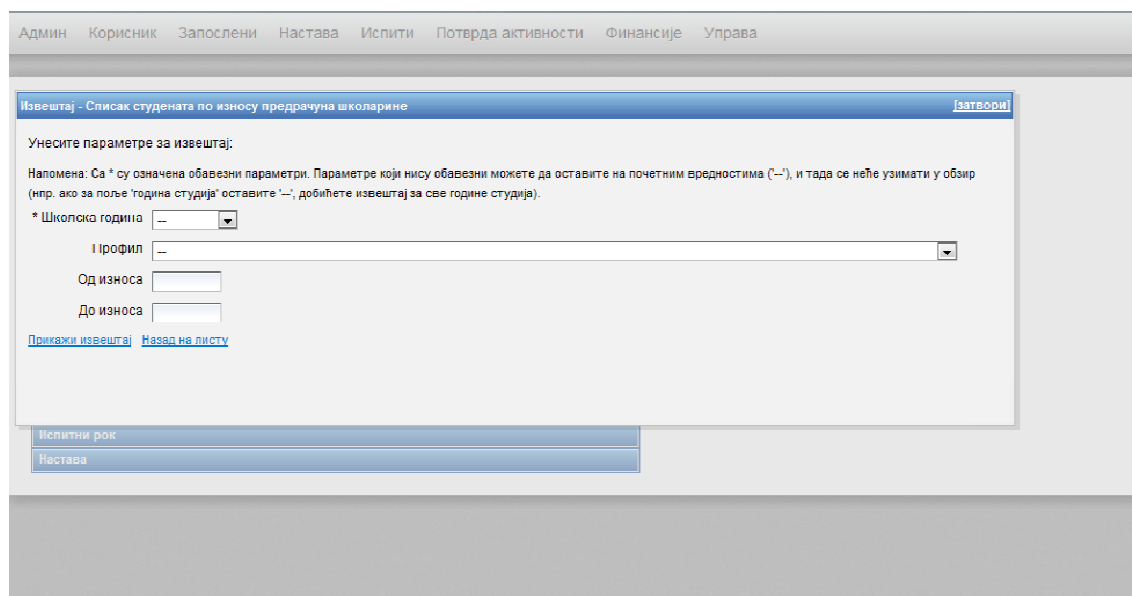 Админ Корисник Запослени Настава Испити Потврда активности Финансије Управа
Извештај - Списак студената по износу предрачуна школарине [затвори]
Унесите параметре за извештај:
Напомена: Са * су означена обавезни параметри. Параметре који нису обавезни можете да оставите на почетним вредностима ('--'), и тада се неће узимати у обзир
(нпр. ако за поље 'година студија' оставите '--', добићете извештај за све године студија).
* Школска година --
Профил --
Од износа
До износа
Прикажи извештај Назад на листу
Испитни рок
Настава